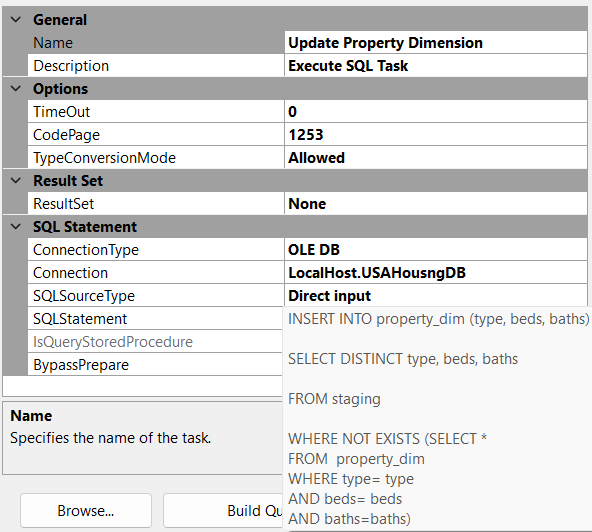 General
Name Update Property Dimension
Description Execute SQL Task
Options
TimeOut 0
CodePage 1253
TypeConversionMode Allowed
Result Set
ResultSet None
SQL Statement
ConnectionType OLE DB
Connection LocalHost.USAHousngDB
SQLSourceType Direct input
SQLStatement
IsQueryStoredProcedure
BypassPrepare
INSERT INTO property_dim (type, beds, baths)
SELECT DISTINCT type, beds, baths
FROM staging
WHERE NOT EXISTS (SELECT *
FROM  property_dim
WHERE type= type
AND beds= beds
AND baths=baths)
Name
Specifies the name of the task.
Browse...
Build Qu